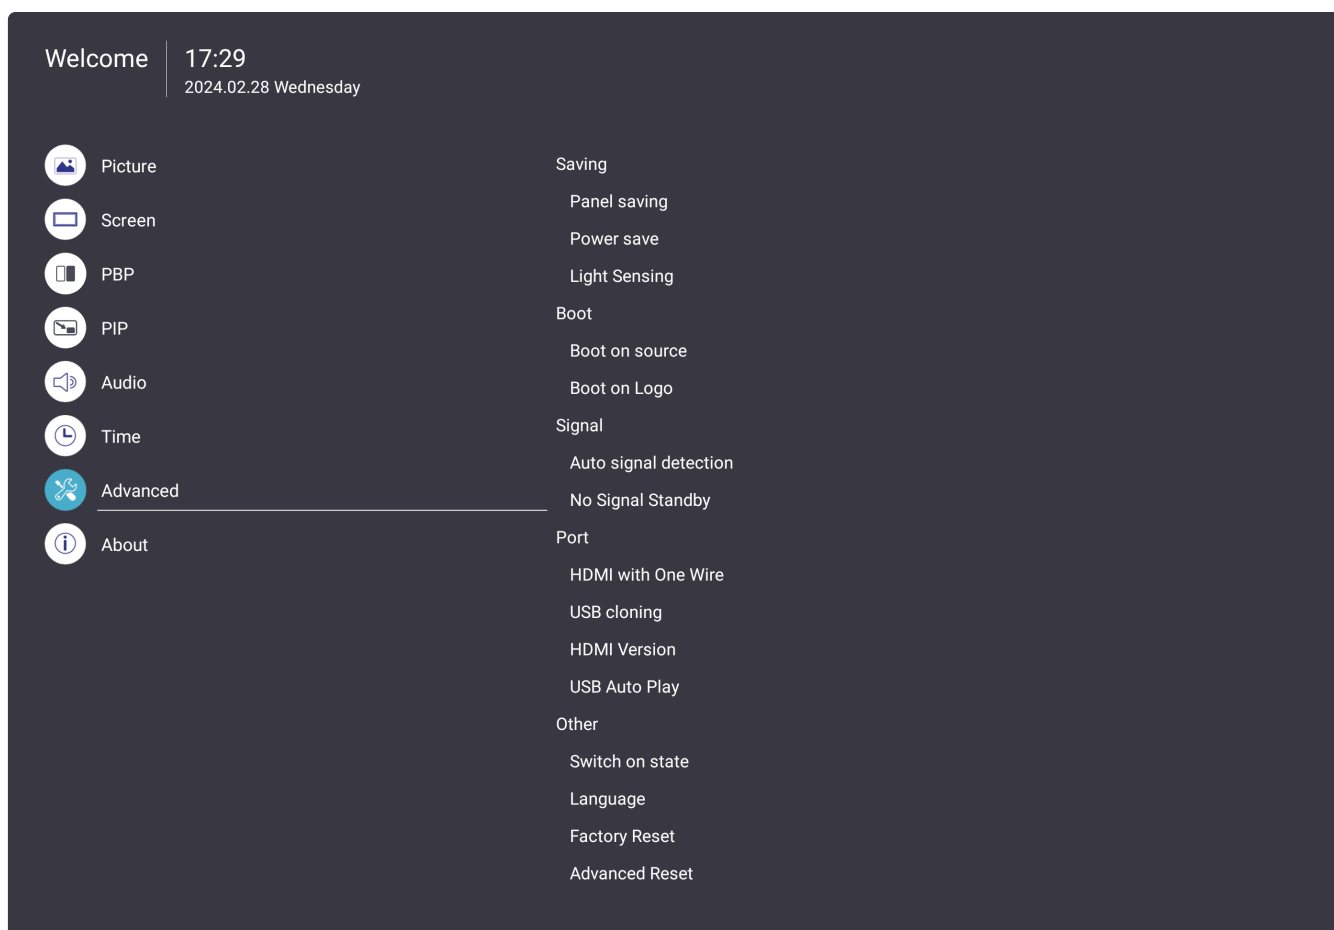 Welcome
17:29
2024.02.28 Wednesday
Picture
Screen
PBP
PIP
Audio
Time
Advanced
About
Saving
Panel saving
Power save
Light Sensing
Boot
Boot on source
Boot on Logo
Signal
Auto signal detection
No Signal Standby
Port
HDMI with One Wire
USB cloning
HDMI Version
USB Auto Play
Other
Switch on state
Language
Factory Reset
Advanced Reset